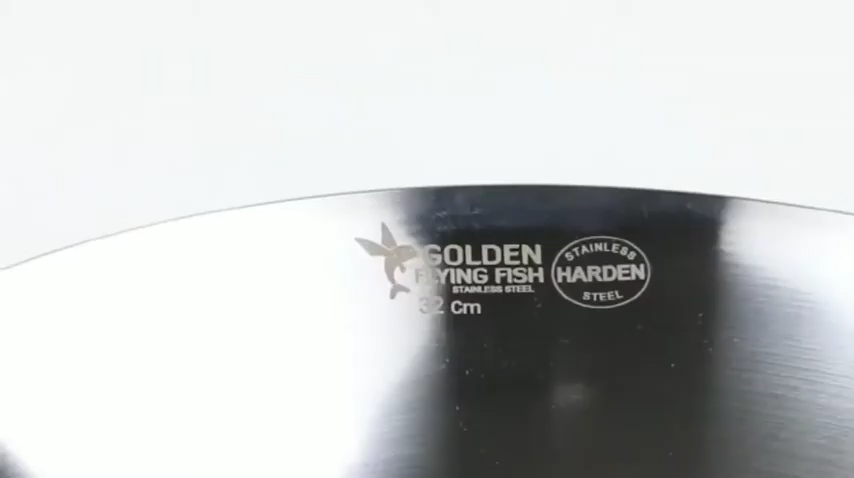 GOLDEN
FLYING FISH
STAINLESS STEEL
32 cm
STAINLESS
HARDEN
STEEL